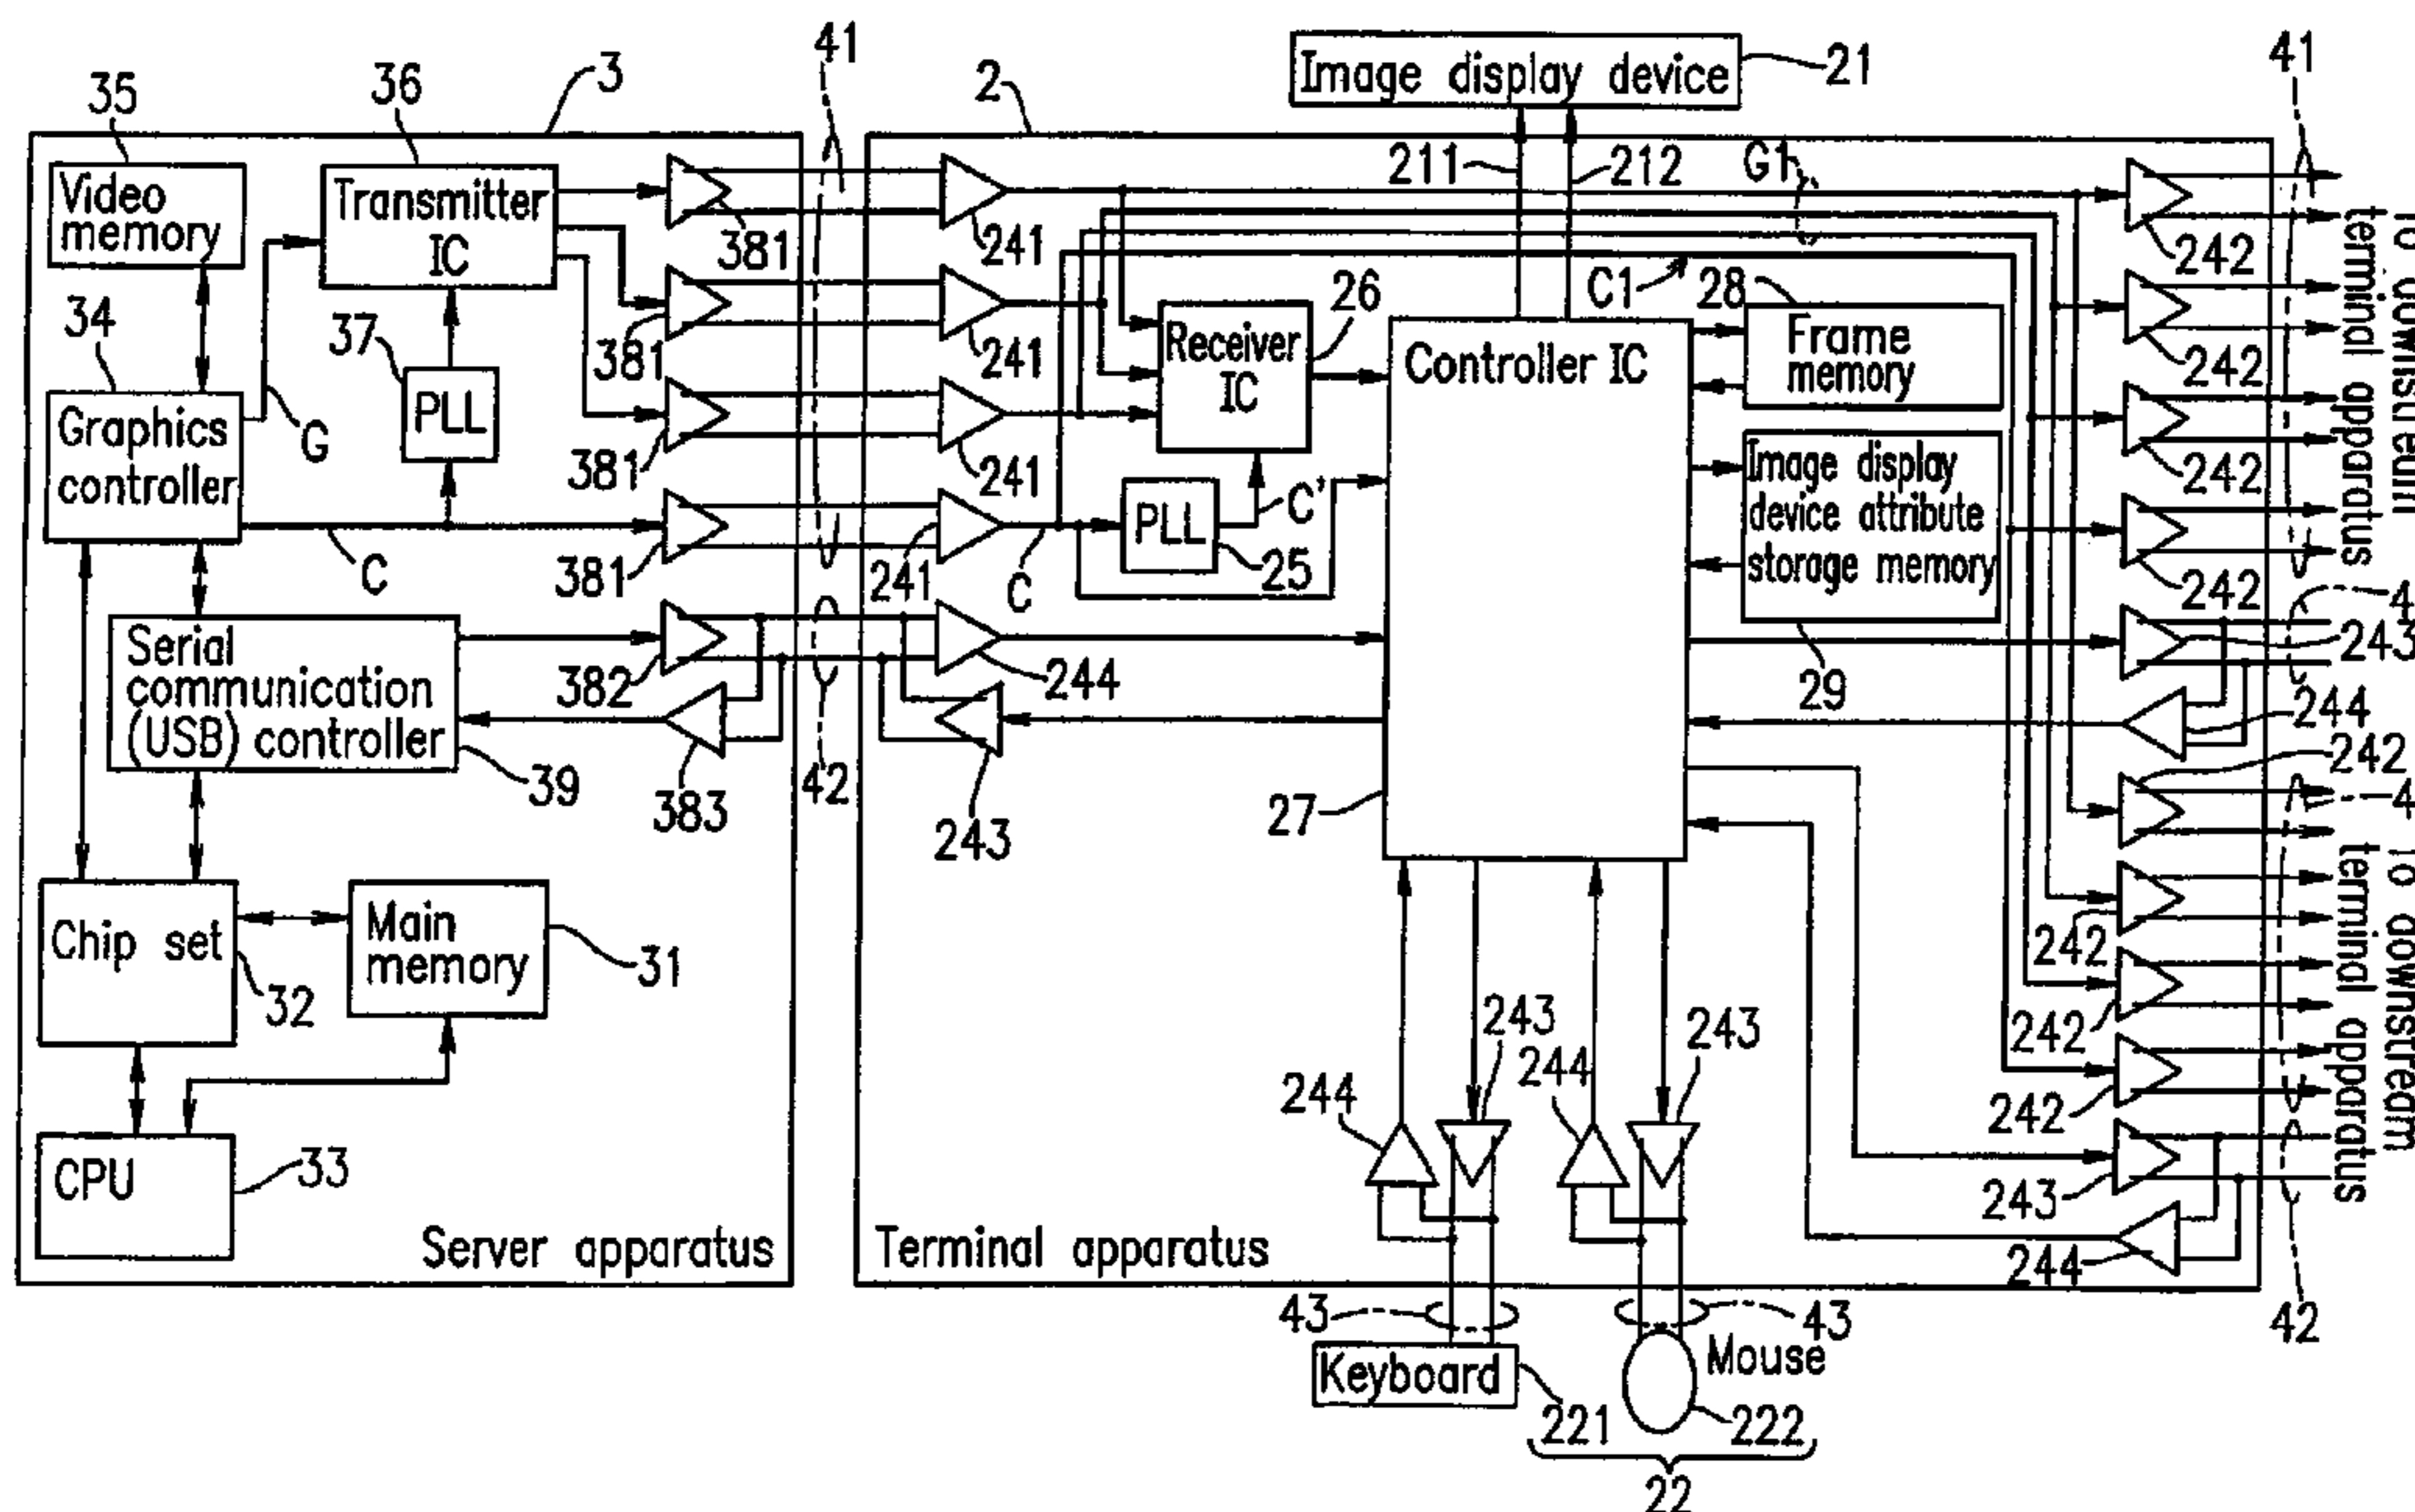 41
3
36
35
2
Image display device
21
41
Video
memory
Transmitter
IC
381
241
211
212
G1
242
34
37
381
241
26
C1
28
Receiver
IC
Controller IC
Frame
memory
242
To downstream
terminal apparatus
Graphics
controller
G
PLL
381
241
242
Image display
device attribute
storage memory
C
381
241
C
PLL
C'
25
242
4
Serial
communication
(USB) controller
382
244
29
243
244
39
383
42
243
27
242
4
Chip set
32
Main
memory
31
242
To downstream
terminal apparatus
243
243
242
244
244
242
CPU
33
243
Server apparatus
Terminal apparatus
244
43
43
42
Keyboard
Mouse
221
222
22